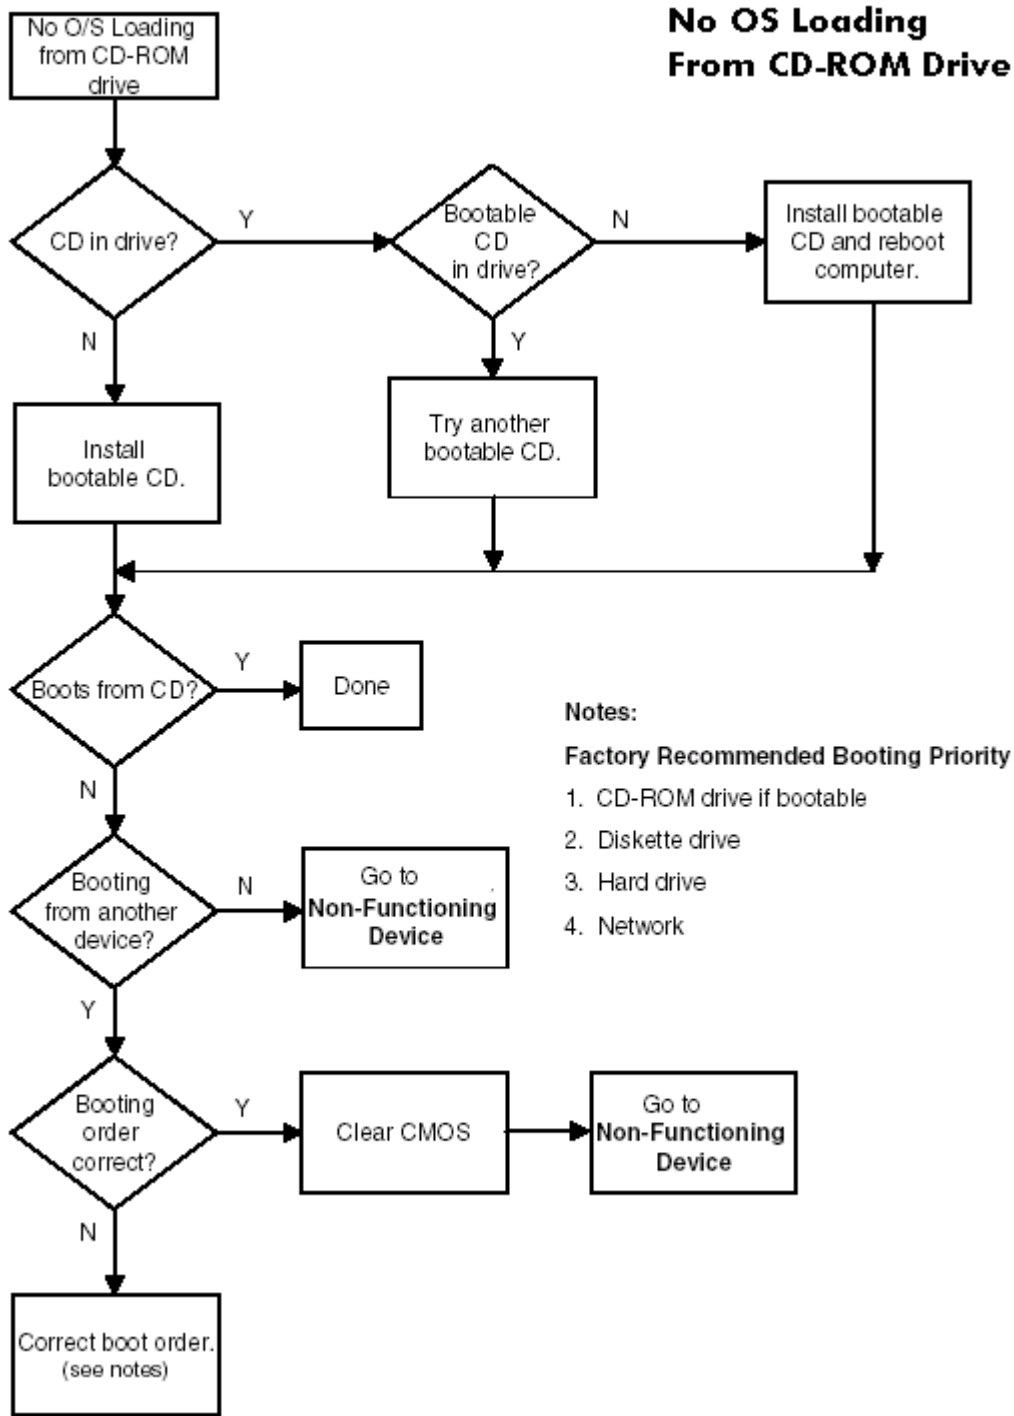 No OS Loading
From CD-ROM Drive
No O/S Loading
from CD-ROM
drive
CD in drive?
Y
Bootable
CD
in drive?
N
Install bootable
CD and reboot
computer.
N
Y
Install
bootable CD.
Try another
bootable CD.
Boots from CD?
Y
Done
N
Booting
from another
device?
N
Go to
Non-Functioning
Device
Y
Booting
order
correct?
Y
Clear CMOS
Go to
Non-Functioning
Device
N
Correct boot order.
(see notes)
Notes:
Factory Recommended Booting Priority
1. CD-ROM drive if bootable
2. Diskette drive
3. Hard drive
4. Network